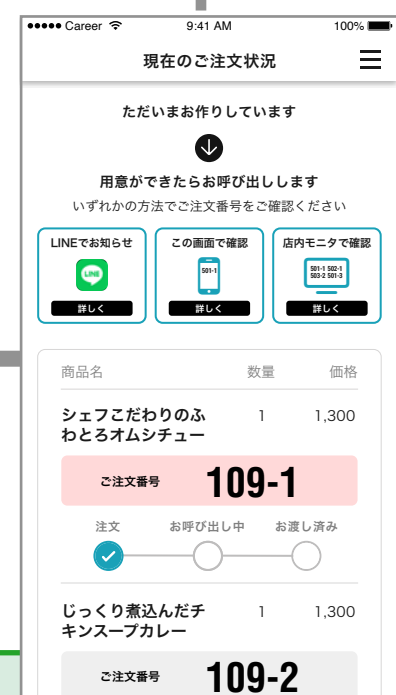 Career 9:41 AM 100%
現在のご注文状況
ただいまお作りしています
用意ができたらお呼び出しします
いずれかの方法でご注文番号をご確認ください
LINEでお知らせ この画面で確認 店内モニタで確認
LINE 501-1 501-1 502-1
503-2 501-3
詳しく 詳しく 詳しく
商品名 数量 価格
シェフこだわりのふ 1 1,300
わとろオムシチュー
ご注文番号 109-1
注文 お呼び出し中 お渡し済み
じっくり煮込んだチ 1 1,300
キンスープカレー
ご注文番号 109-2